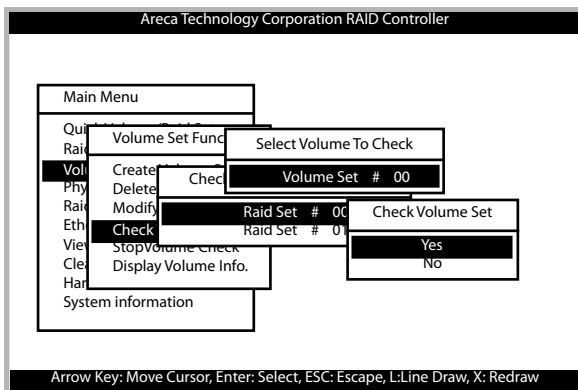 Areca Technology Corporation RAID Controller
Main Menu
Volume Set Func
Create
Delete
Modify
Check
StopVolume Check
Display Volume Info.
System information
Select Volume To Check
Volume Set # 00
Raid Set # 00
Raid Set # 01
Check Volume Set
Yes
No
Arrow Key: Move Cursor, Enter: Select, ESC: Escape, L:Line Draw, X: Redraw